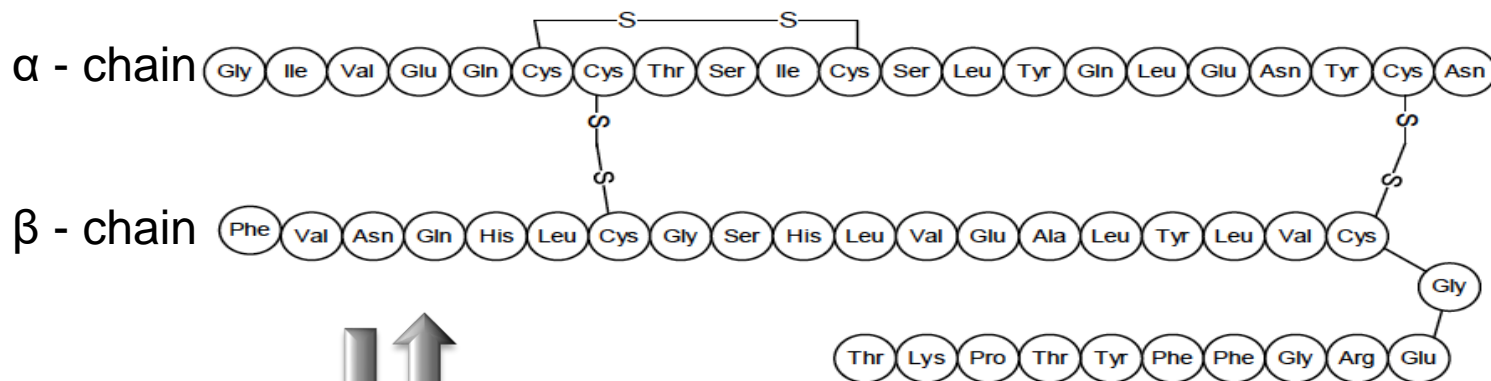 S S
α - chain Gly Ile Val Glu Gln Cys Cys Thr Ser Ile Cys Ser Leu Tyr Gln Leu Glu Asn Tyr Cys Asn
S S
S S
β - chain Phe Val Asn Gln His Leu Cys Gly Ser His Leu Val Glu Ala Leu Tyr Leu Val Cys
Gly
Thr Lys Pro Thr Tyr Phe Phe Gly Arg Glu